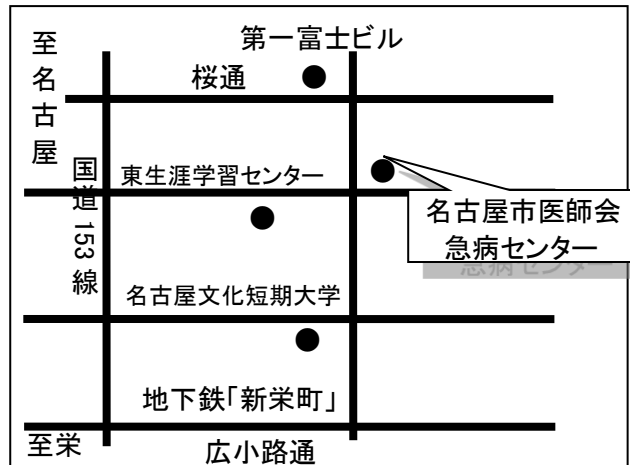 第一富士ビル
至名古屋
桜通
国道153線
東生涯学習センター
名古屋市医師会
急病センター
名古屋文化短期大学
地下鉄「新栄町」
至栄
広小路通